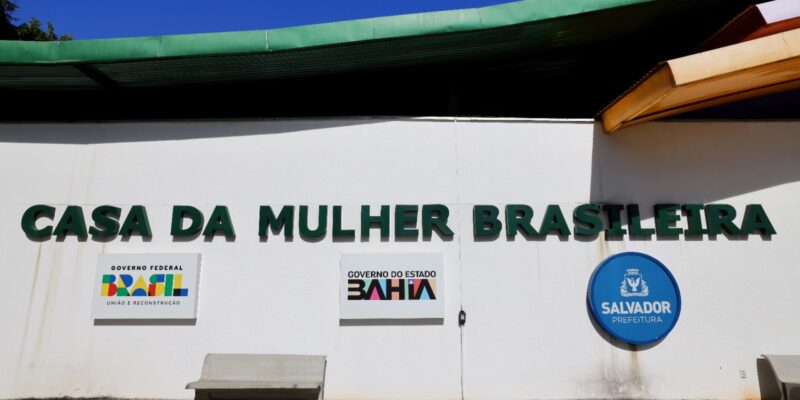 CASA DA MULHER BRASILEIRA
GOVERNO FEDERAL
BRASIL
UNIÃO E RECONSTRUÇÃO
GOVERNO DO ESTADO
BAHIA
SALVADOR
PREFEITURA